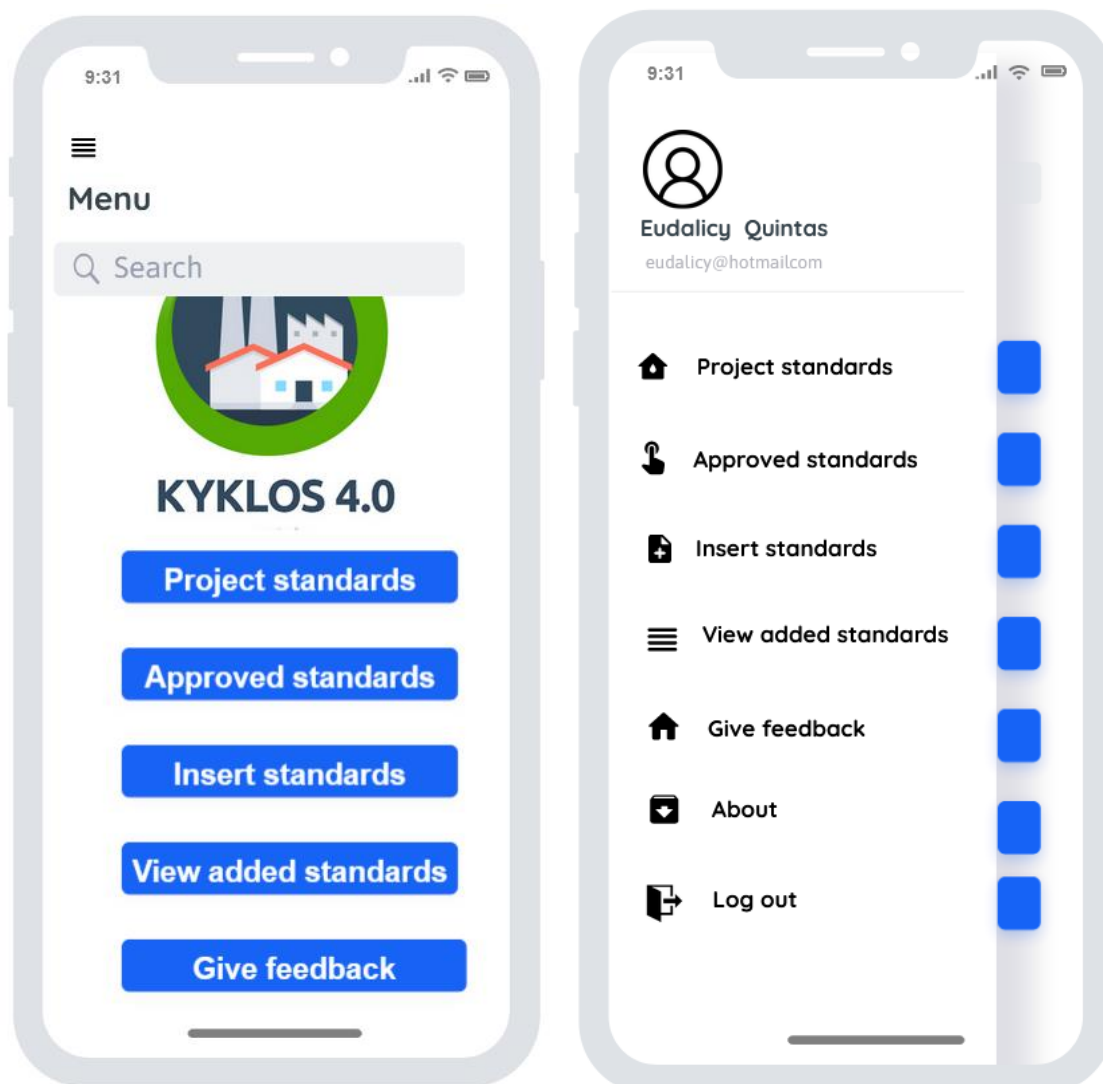 9:31
Menu
Search
KYKLOS 4.0
Project standards
Approved standards
Insert standards
View added standards
Give feedback
9:31
Eudalicy Quintas
eudalicy@hotmailcom
Project standards
Approved standards
Insert standards
View added standards
Give feedback
About
Log out